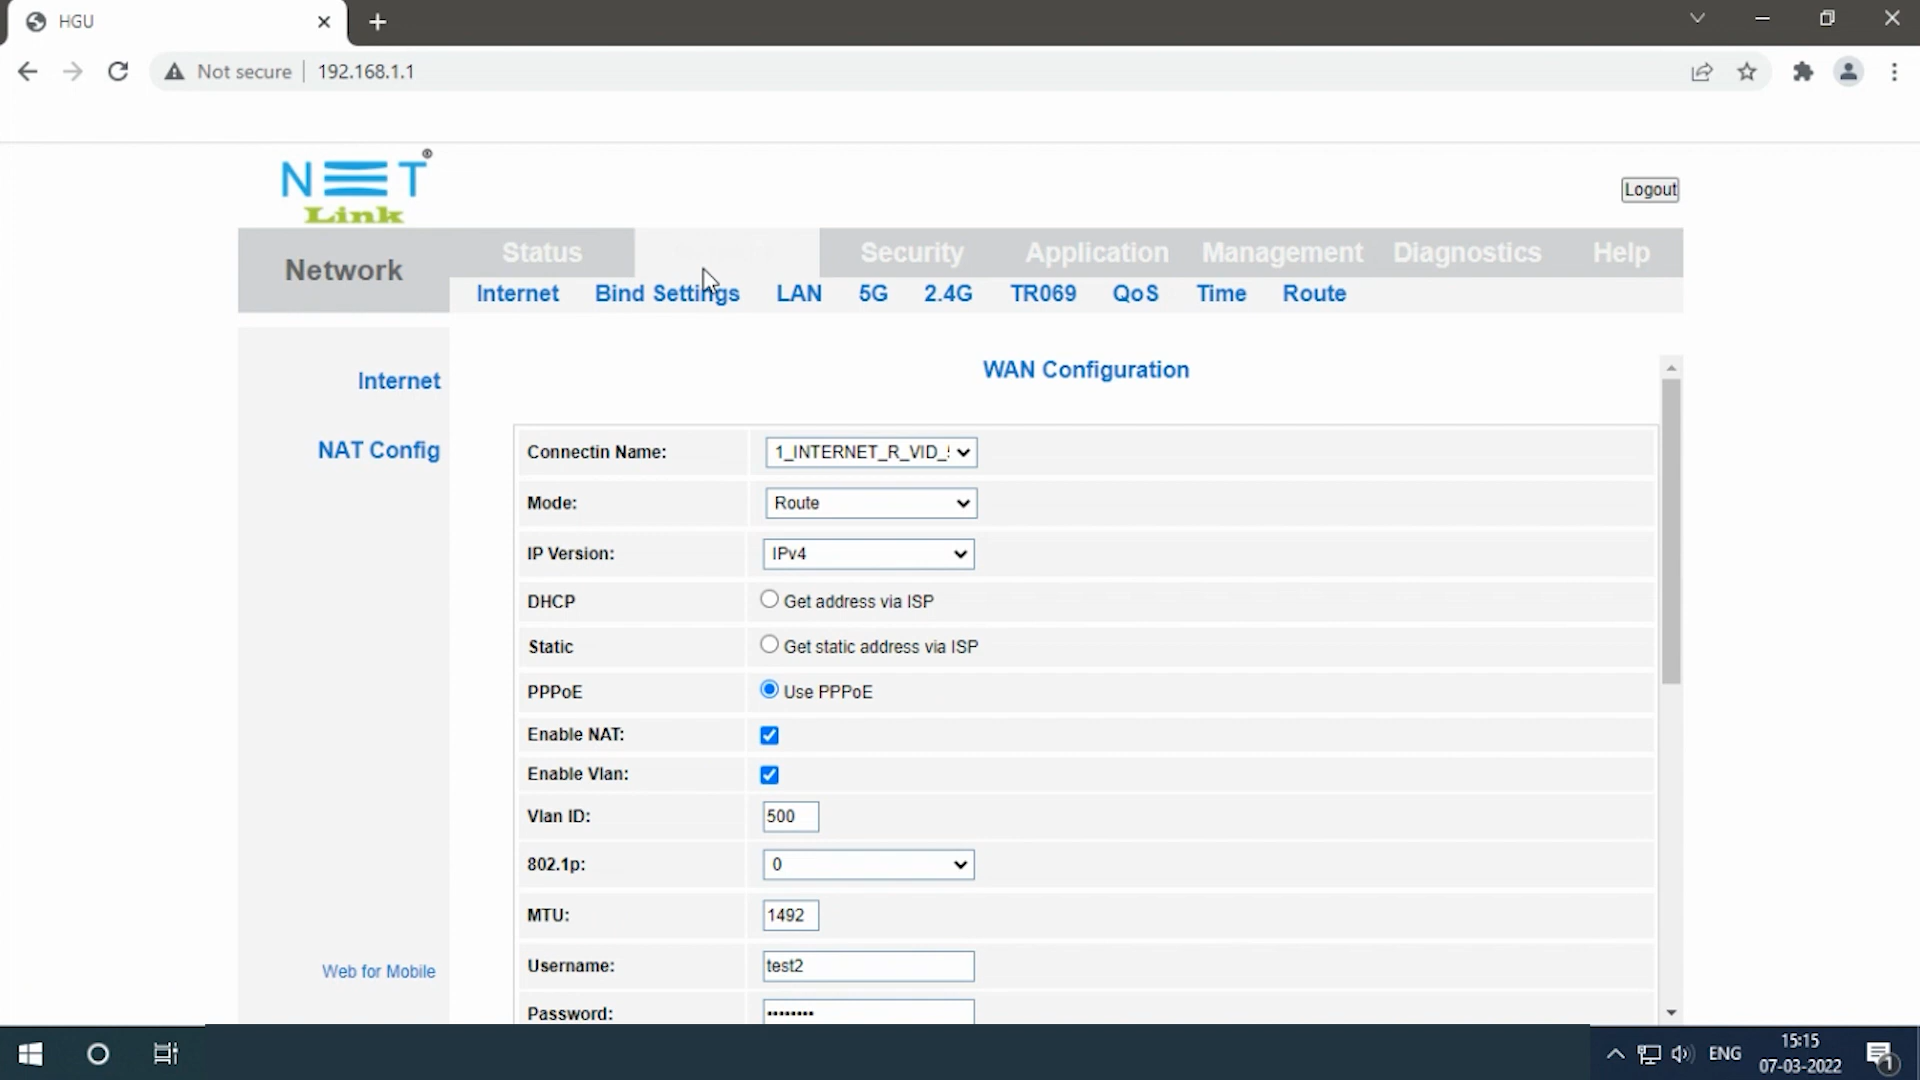 HGU
Not secure 192.168.1.1
NET®
Link
Logout
Network
Status Security Application Management Diagnostics Help
Internet Bind Settings LAN 5G 2.4G TR069 QoS Time Route
Internet
NAT Config
Web for Mobile
WAN Configuration
Connectin Name: 1_INTERNET_R_VID_
Mode: Route
IP Version: IPv4
DHCP Get address via ISP
Static Get static address via ISP
PPPoE Use PPPoE
Enable NAT:
Enable Vlan:
Vlan ID: 500
802.1p: 0
MTU: 1492
Username: test2
Password: ••••••••
ENG
15:15
07-03-2022
1